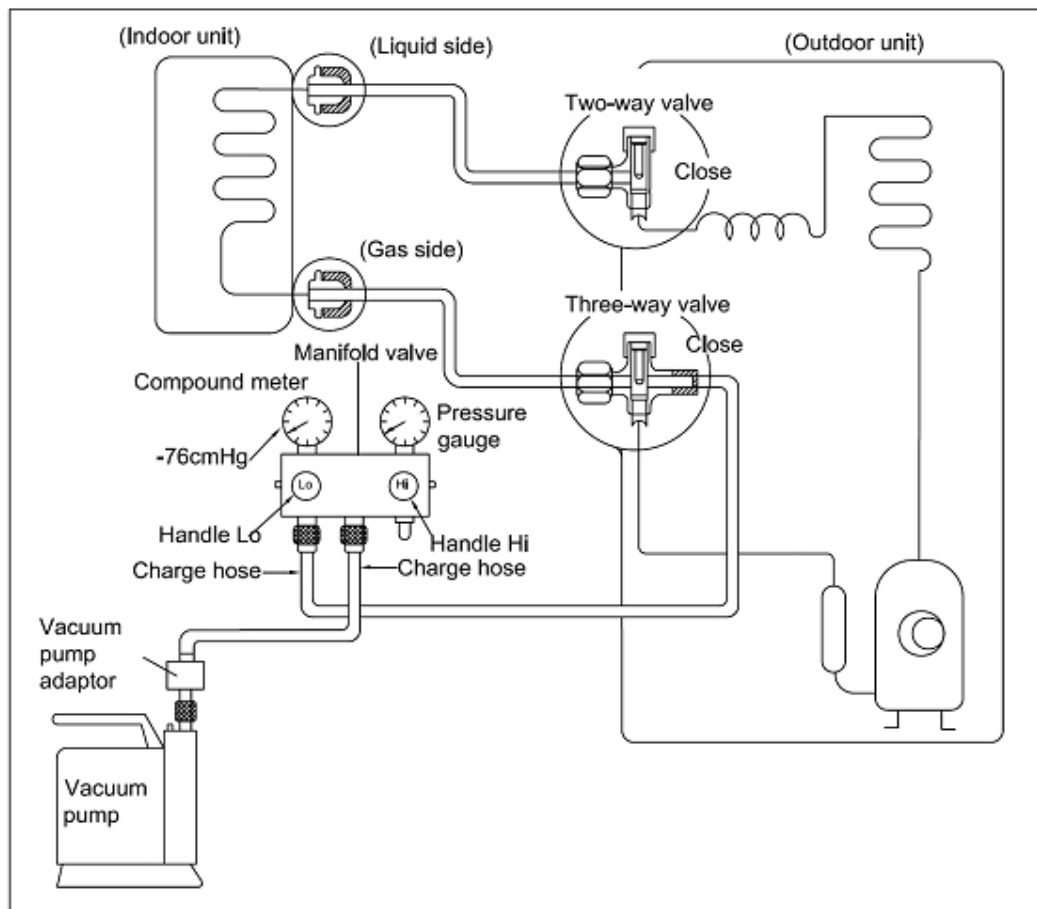 (Indoor unit)
(Liquid side)
(Outdoor unit)
Two-way valve
Close
(Gas side)
Three-way valve
Close
Manifold valve
Compound meter
Pressure
gauge
-76cmHg
Lo
Hi
Handle Lo
Handle Hi
Charge hose
Charge hose
Vacuum
pump
adaptor
Vacuum
pump